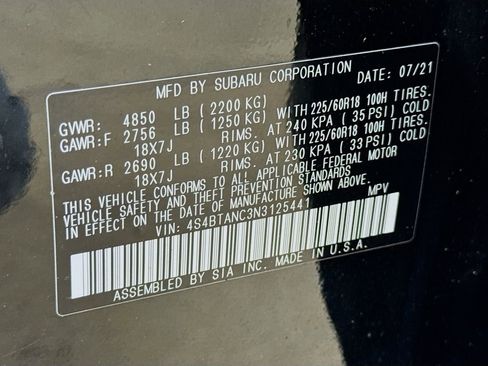 MFD BY SUBARU CORPORATION DATE: 07/21
GVWR: 4850 LB (2200 KG)
GAWR:F 2756 LB (1250 KG) WITH 225/60R18 100H TIRES.
18X7J RIMS. AT 240 KPA (35 PSI) COLD
GAWR:R 2690 LB (1220 KG) WITH 225/60R18 100H TIRES.
18X7J RIMS. AT 230 KPA (33 PSI) COLD
THIS VEHICLE CONFORMS TO ALL APPLICABLE FEDERAL MOTOR
VEHICLE SAFETY AND THEFT PREVENTION STANDARDS
IN EFFECT ON THE DATE OF MANUFACTURE SHOWN ABOVE.
VIN: 4S4BTANC3N3125441 MPV
ASSEMBLED BY SIA INC. MADE IN U.S.A.